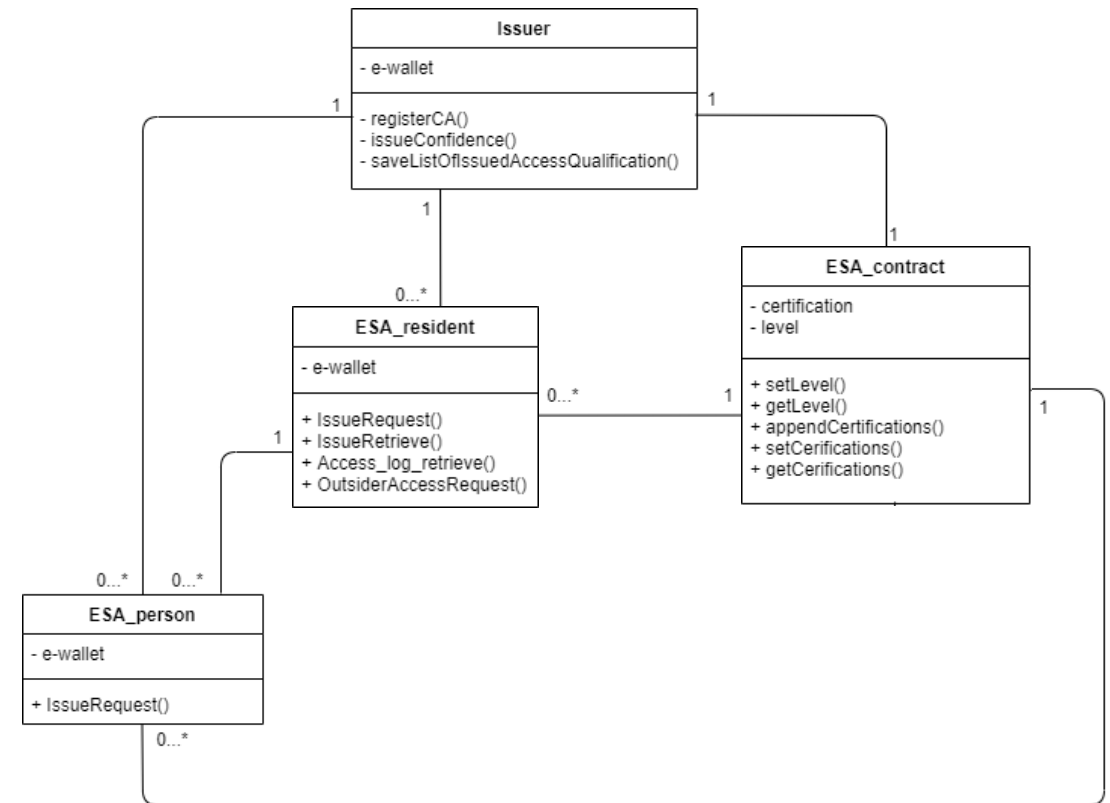 Issuer
- e-wallet
- registerCA()
- issueConfidence()
- saveListOfIssuedAccessQualification()
1
1
1
1
0...*
ESA_contract
- certification
- level
+ setLevel()
+ getLevel()
+ appendCertifications()
+ setCerifications()
+ getCerifications()
ESA_resident
- e-wallet
+ IssueRequest()
+ IssueRetrieve()
+ Access_log_retrieve()
+ OutsiderAccessRequest()
0...*
1
1
1
0...*
0...*
ESA_person
- e-wallet
+ IssueRequest()
0...*